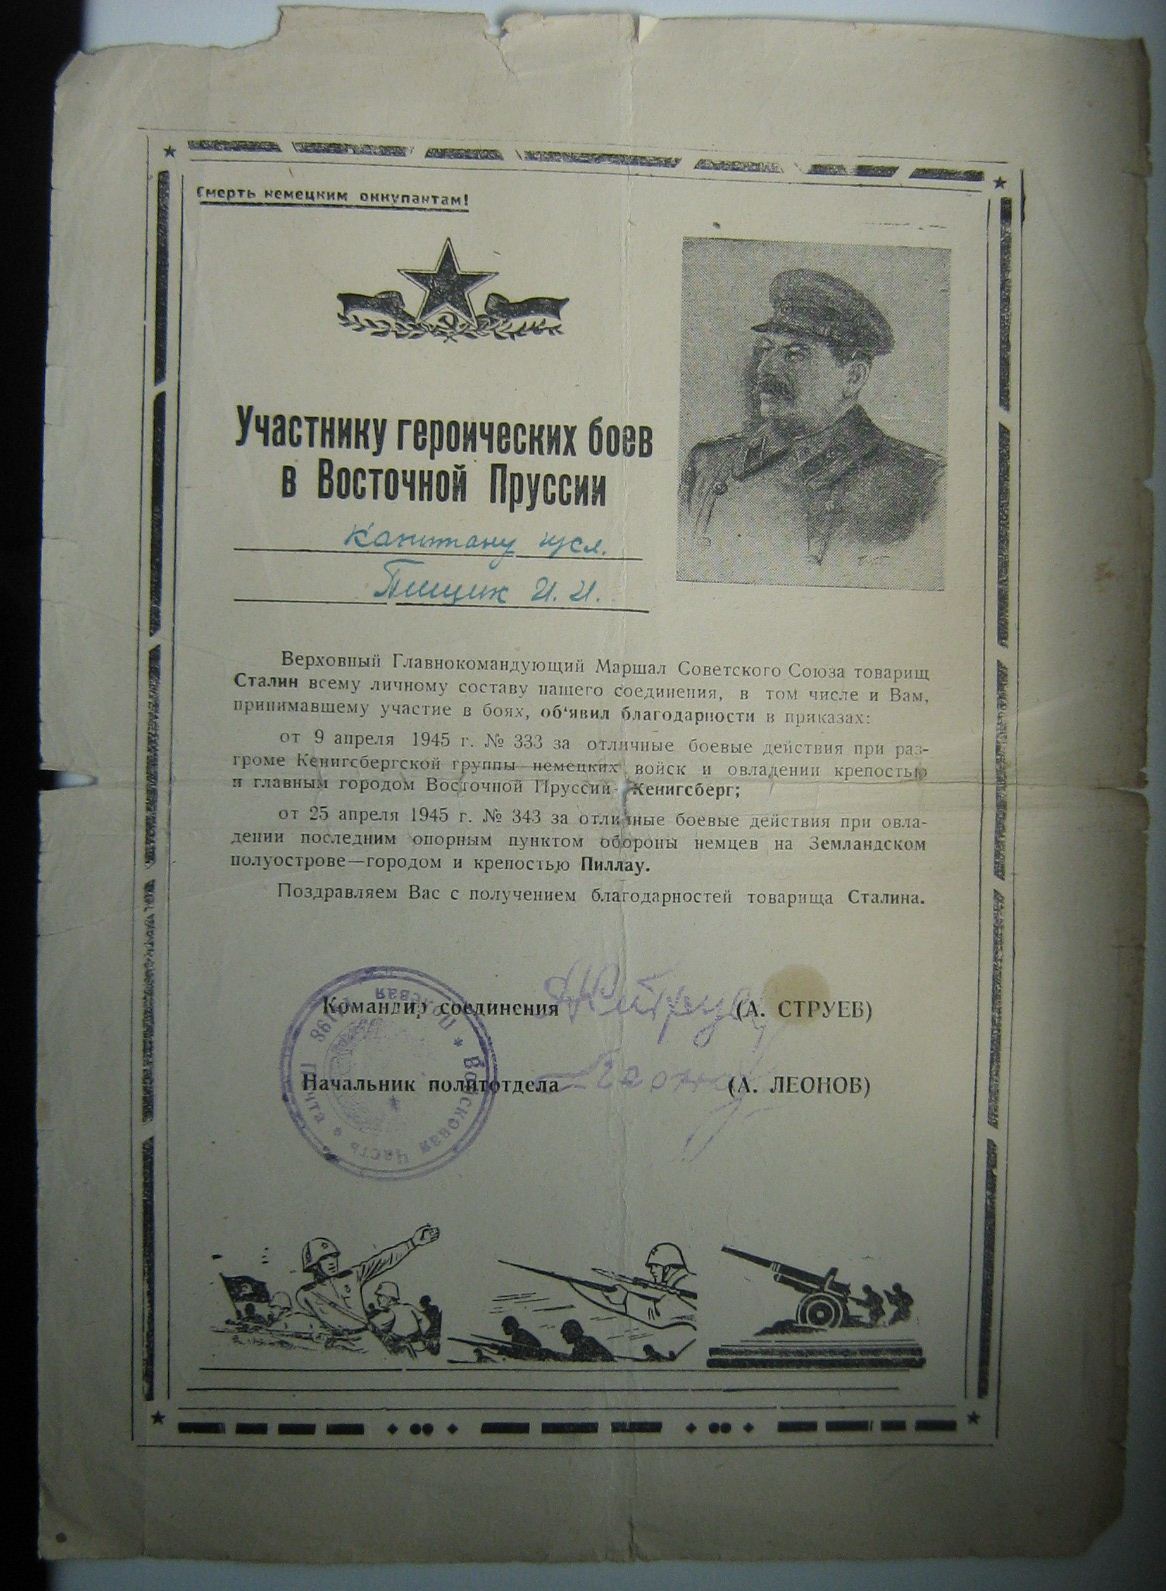 Смерть немецким оккупантам!
Участнику героических боев
в Восточной Пруссии
Капитану
Пищик И. И.
Верховный Главнокомандующий Маршал Советского Союза товарищ
Сталин всему личному составу нашего соединения, в том числе и Вам,
принимавшему участие в боях, об‘явил благодарности в приказах:
от 9 апреля 1945 г. № 333 за отличные боевые действия при раз-
громе Кенигсбергской группы немецких войск и овладении крепостью
и главным городом Восточной Пруссии Кенигсберг;
от 25 апреля 1945 г. № 343 за отличные боевые действия при овла-
дении последним опорным пунктом обороны немцев на Земландском
полуострове—городом и крепостью Пиллау.
Поздравляем Вас с получением благодарностей товарища Сталина.
Командир соединения (А. СТРУЕВ)
Начальник политотдела (А. ЛЕОНОВ)
* Войсковая Часть * Почта Полевая